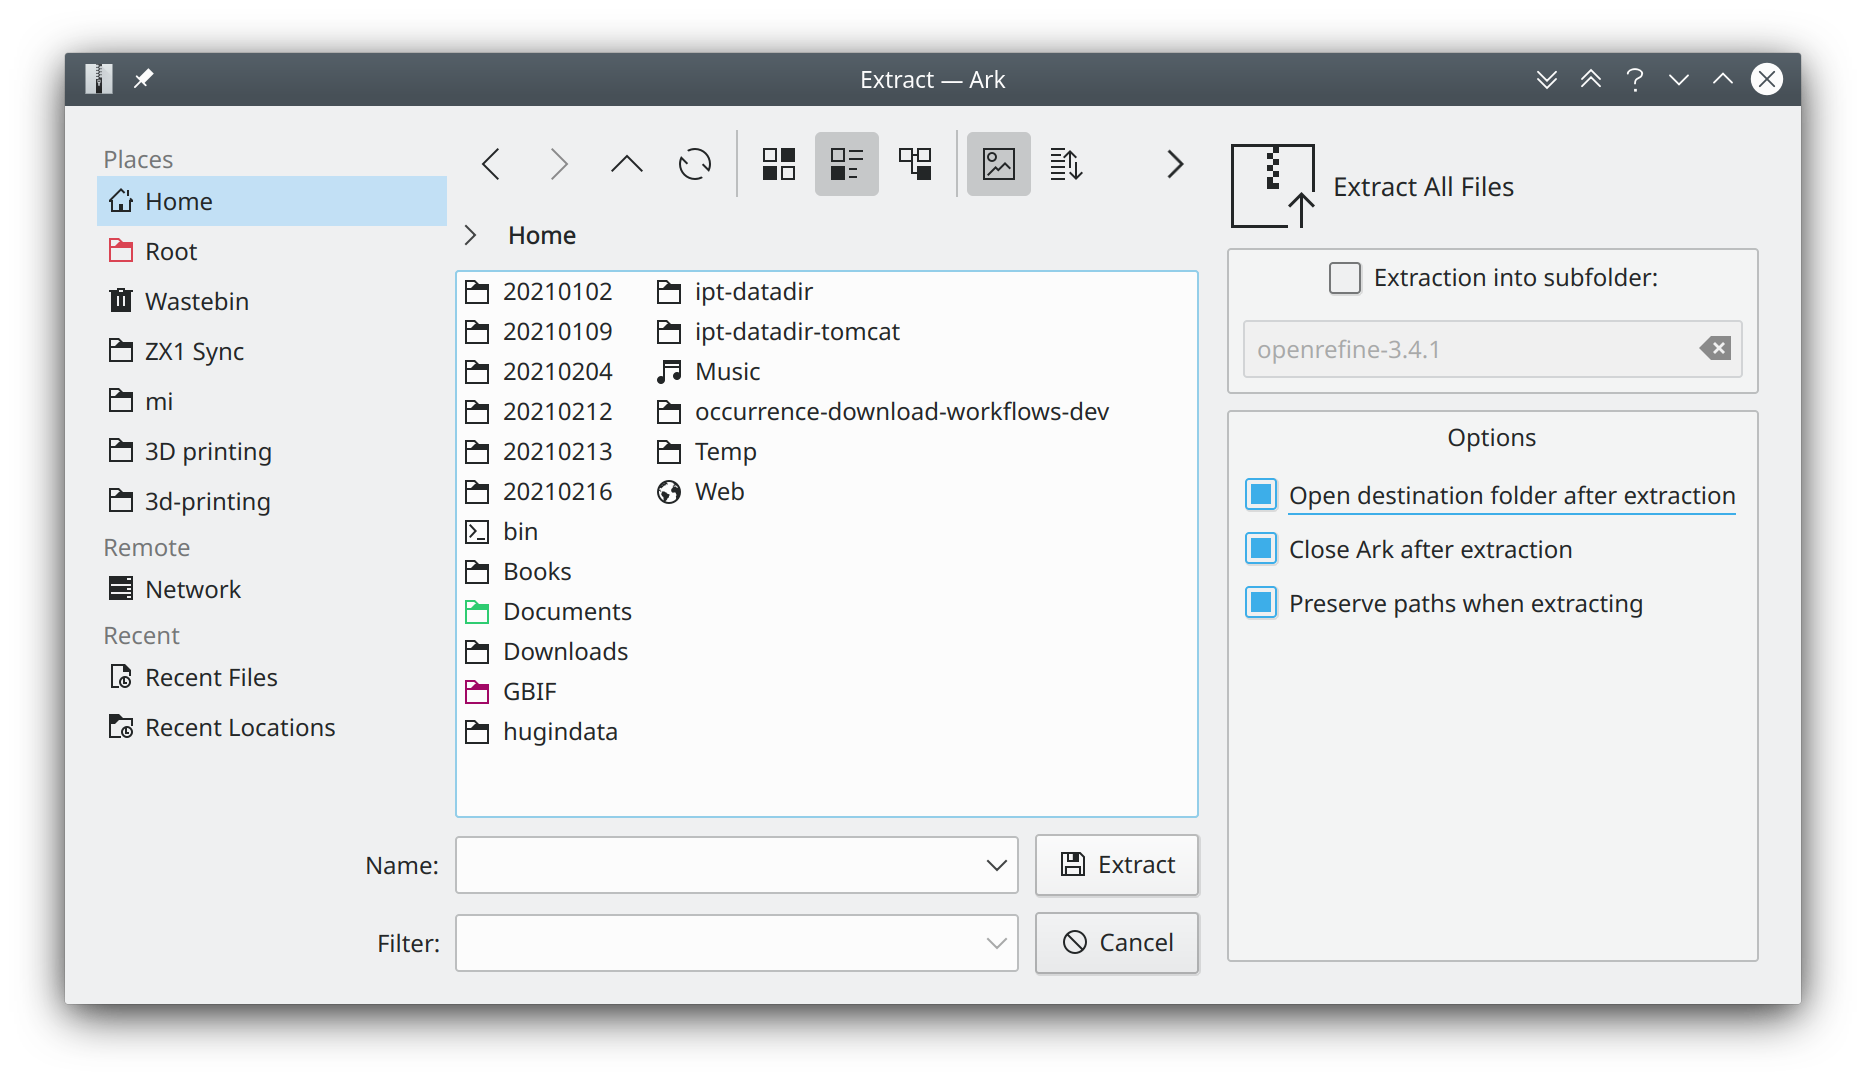 Extract — Ark
Places
Home
Root
Wastebin
ZX1 Sync
mi
3D printing
3d-printing
Remote
Network
Recent
Recent Files
Recent Locations
Home
20210102
20210109
20210204
20210212
20210213
20210216
bin
Books
Documents
Downloads
GBIF
hugindata
ipt-datadir
ipt-datadir-tomcat
Music
occurrence-download-workflows-dev
Temp
Web
Name:
Extract
Filter:
Cancel
Extract All Files
Extraction into subfolder:
openrefine-3.4.1
Options
Open destination folder after extraction
Close Ark after extraction
Preserve paths when extracting